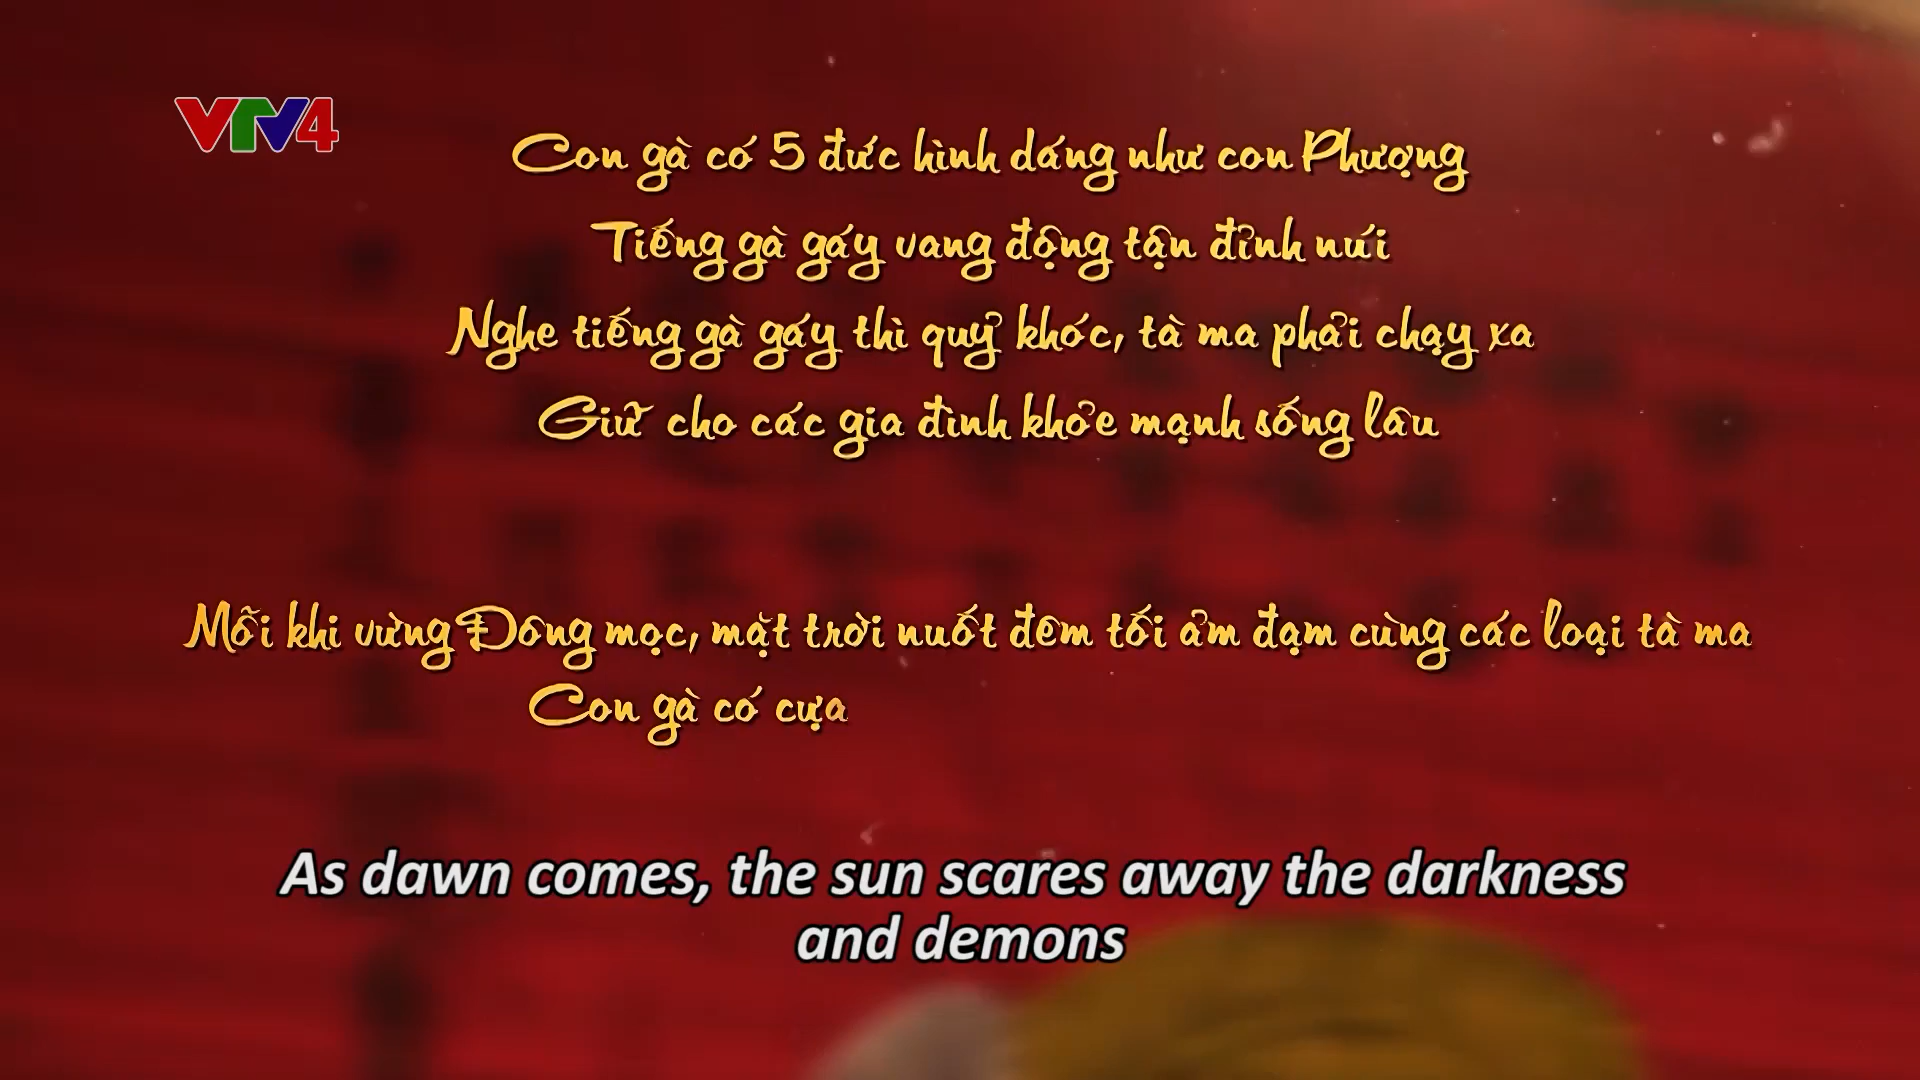 VTV4
Con gà có 5 đức hình dáng như con Phượng
Tiếng gà gáy vang động tận đỉnh núi
Nghe tiếng gà gáy thì quỷ khóc, tà ma phải chạy xa
Giữ cho các gia đình khỏe mạnh sống lâu
Mỗi khi vừng Đông mọc, mặt trời nuốt đêm tối ảm đạm cùng các loại tà ma
Con gà có cựa
As dawn comes, the sun scares away the darkness
and demons